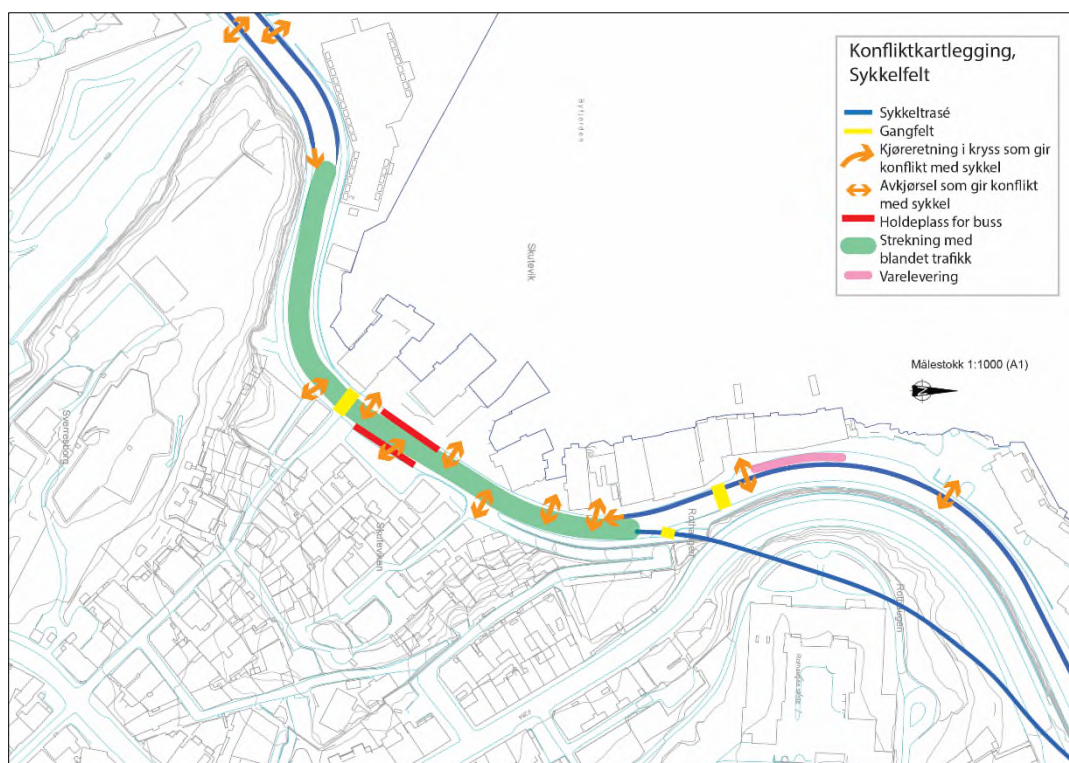 Konfliktkartlegging,
Sykkelfelt
Sykkeltrasé
Gangfelt
Kjøreretning i kryss som gir
konflikt med sykkel
Avkjørsel som gir konflikt
med sykkel
Holdeplass for buss
Strekning med
blandet trafikk
Varelevering
Byfjorden
Skutevik
Målestokk 1:1000 (A1)
Sverresborg
Skuteviken